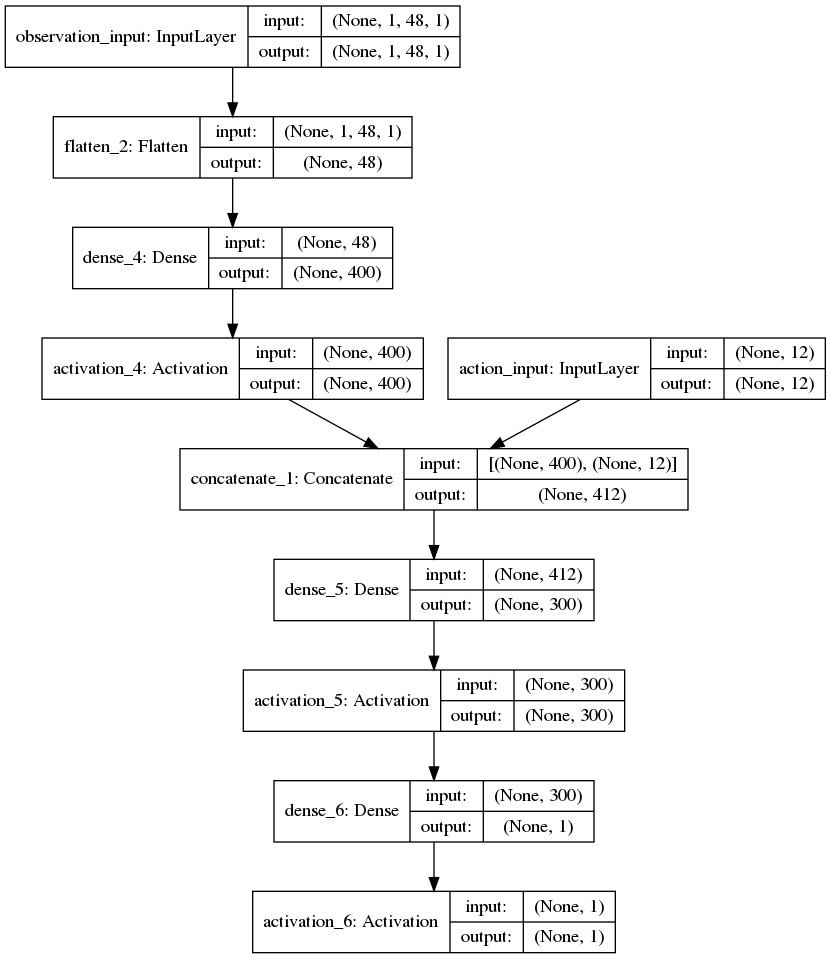 observation_input: InputLayer
input:
(None, 1, 48, 1)
output:
(None, 1, 48, 1)
flatten_2: Flatten
input:
(None, 1, 48, 1)
output:
(None, 48)
dense_4: Dense
input:
(None, 48)
output:
(None, 400)
activation_4: Activation
input:
(None, 400)
output:
(None, 400)
action_input: InputLayer
input:
(None, 12)
output:
(None, 12)
concatenate_1: Concatenate
input:
[(None, 400), (None, 12)]
output:
(None, 412)
dense_5: Dense
input:
(None, 412)
output:
(None, 300)
activation_5: Activation
input:
(None, 300)
output:
(None, 300)
dense_6: Dense
input:
(None, 300)
output:
(None, 1)
activation_6: Activation
input:
(None, 1)
output:
(None, 1)